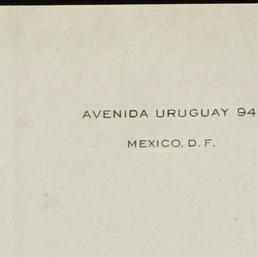 AVENIDA URUGUAY 94
MEXICO, D. F.